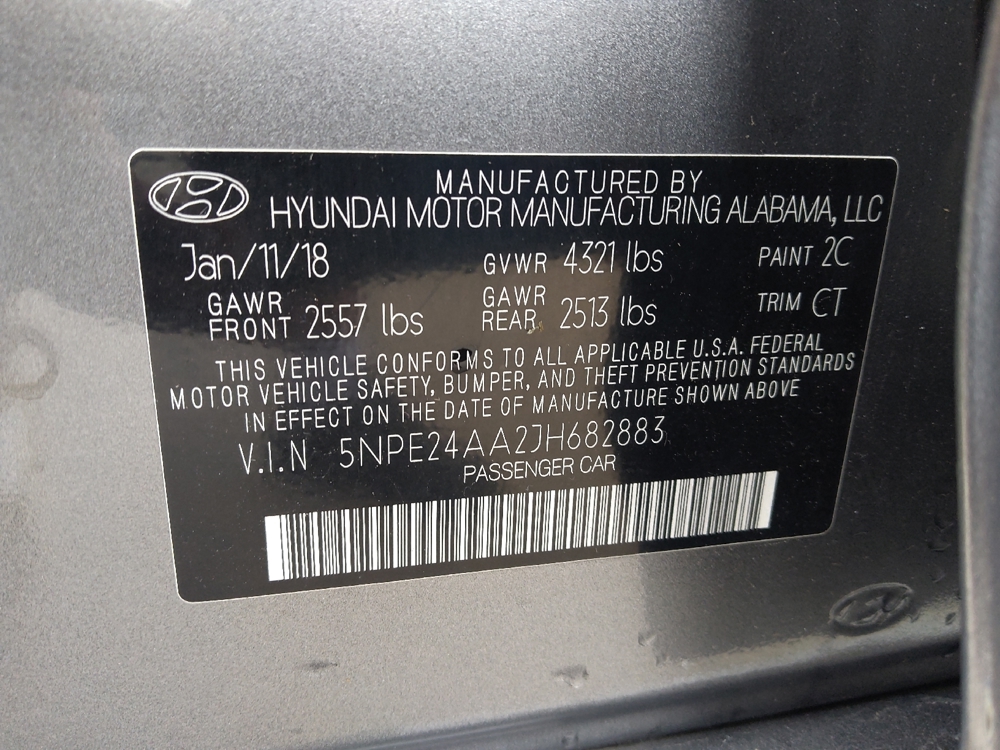 MANUFACTURED BY
HYUNDAI MOTOR MANUFACTURING ALABAMA, LLC
Jan/11/18 GVWR 4321 lbs PAINT 2C
GAWR FRONT 2557 lbs GAWR REAR 2513 lbs TRIM CT
THIS VEHICLE CONFORMS TO ALL APPLICABLE U.S.A. FEDERAL
MOTOR VEHICLE SAFETY, BUMPER, AND THEFT PREVENTION STANDARDS
IN EFFECT ON THE DATE OF MANUFACTURE SHOWN ABOVE
V.I.N 5NPE24AA2JH682883
PASSENGER CAR